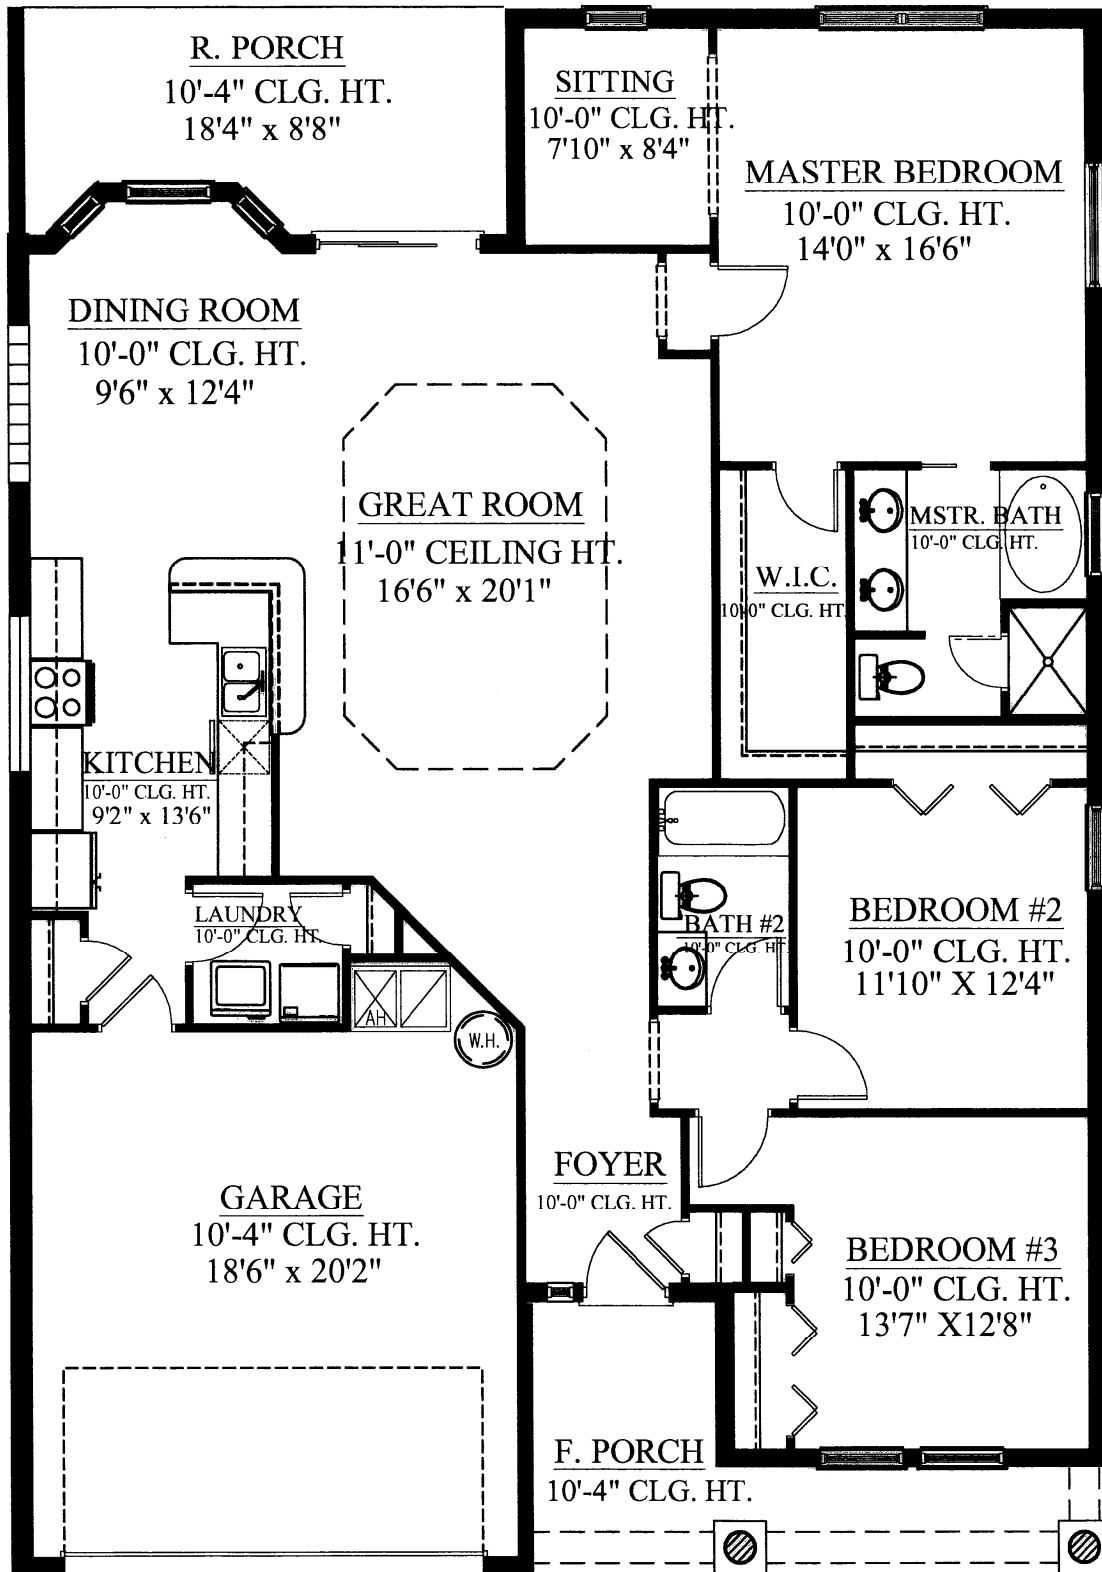 R. PORCH
10'-4" CLG. HT.
18'4" x 8'8"
SITTING
10'-0" CLG. HT.
7'10" x 8'4"
MASTER BEDROOM
10'-0" CLG. HT.
14'0" x 16'6"
DINING ROOM
10'-0" CLG. HT.
9'6" x 12'4"
GREAT ROOM
11'-0" CEILING HT.
16'6" x 20'1"
MSTR. BATH
10'-0" CLG. HT.
W.I.C.
10'-0" CLG. HT.
KITCHEN
10'-0" CLG. HT.
9'2" x 13'6"
LAUNDRY
10'-0" CLG. HT.
BATH #2
10'-0" CLG. HT
BEDROOM #2
10'-0" CLG. HT.
11'10" X 12'4"
AH
W.H.
FOYER
10'-0" CLG. HT.
GARAGE
10'-4" CLG. HT.
18'6" x 20'2"
BEDROOM #3
10'-0" CLG. HT.
13'7" X12'8"
F. PORCH
10'-4" CLG. HT.